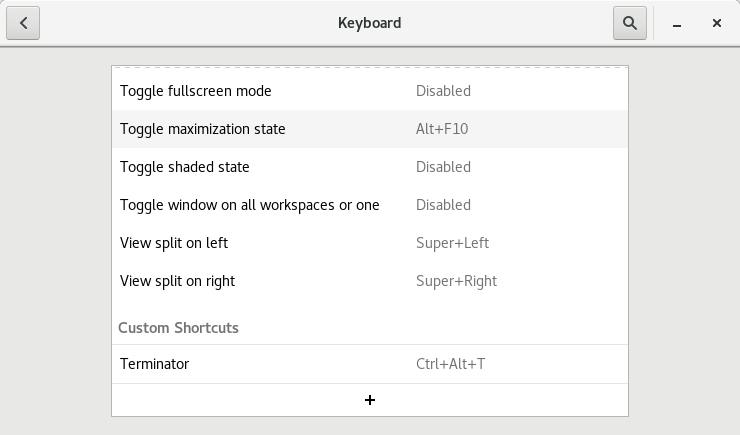 Keyboard
Toggle fullscreen mode Disabled
Toggle maximization state Alt+F10
Toggle shaded state Disabled
Toggle window on all workspaces or one Disabled
View split on left Super+Left
View split on right Super+Right
Custom Shortcuts
Terminator Ctrl+Alt+T
+